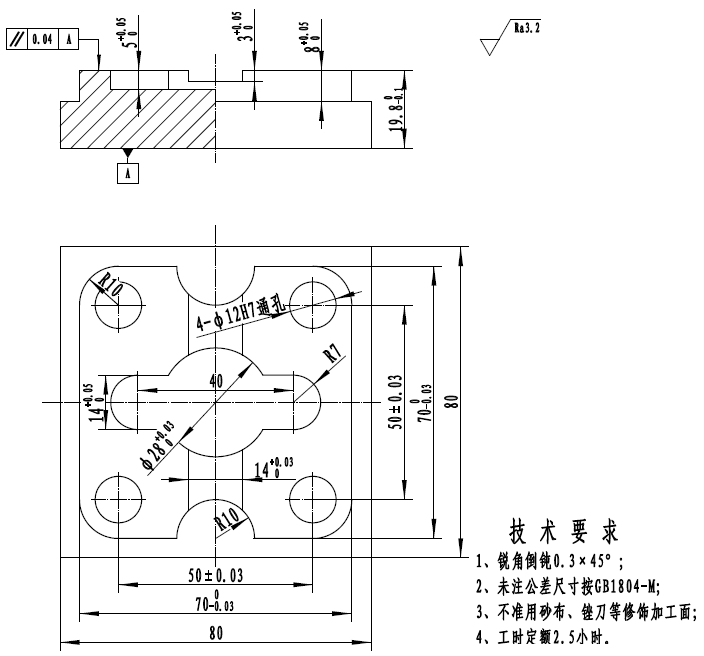 // 0.04 A
5 +0.05 0
3 +0.05 0
8 +0.05 0
Ra3.2
19.8 0 -0.1
A
R10
4-φ12H7通孔
R7
40
14 +0.05 0
φ28 +0.03 0
14 +0.03 0
R10
50±0.03
70 0 -0.03
80
50±0.03
70 0 -0.03
80
技术要求
1、锐角倒钝0.3×45°;
2、未注公差尺寸按GB1804-M;
3、不准用砂布、锉刀等修饰加工面;
4、工时定额2.5小时.